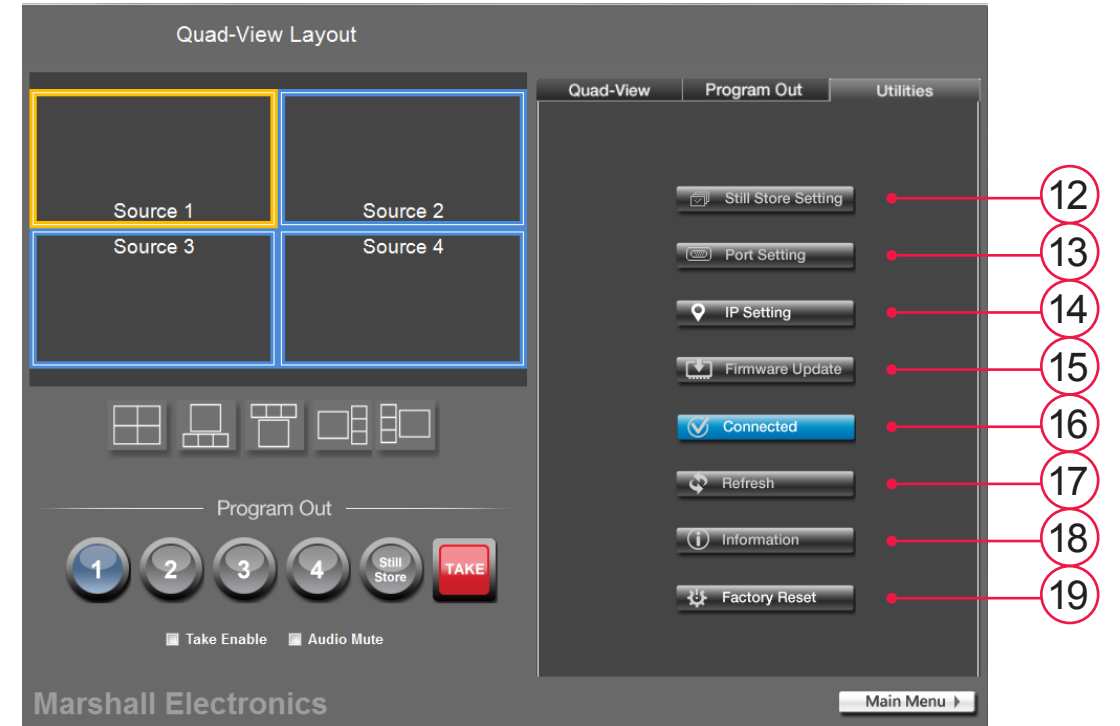 Quad-View Layout
Source 1
Source 2
Source 3
Source 4
Program Out
1
2
3
4
Still
Store
TAKE
Take Enable
Audio Mute
Marshall Electronics
Quad-View
Program Out
Utilities
Still Store Setting
12
Port Setting
13
IP Setting
14
Firmware Update
15
Connected
16
Refresh
17
Information
18
Factory Reset
19
Main Menu